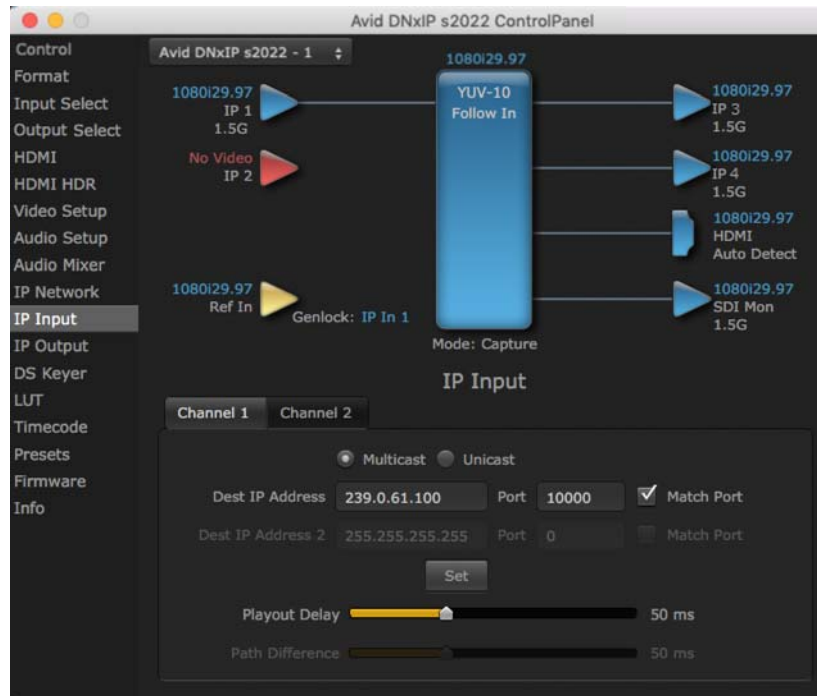 Avid DNxIP s2022 ControlPanel
Control
Format
Input Select
Output Select
HDMI
HDMI HDR
Video Setup
Audio Setup
Audio Mixer
IP Network
IP Input
IP Output
DS Keyer
LUT
Timecode
Presets
Firmware
Info
Avid DNxIP s2022 - 1
1080i29.97
1080i29.97
IP 1
1.5G
No Video
IP 2
1080i29.97
Ref In
Genlock: IP In 1
YUV-10
Follow In
Mode: Capture
1080i29.97
IP 3
1.5G
1080i29.97
IP 4
1.5G
1080i29.97
HDMI
Auto Detect
1080i29.97
SDI Mon
1.5G
IP Input
Channel 1 Channel 2
Multicast Unicast
Dest IP Address 239.0.61.100 Port 10000 Match Port
Dest IP Address 2 255.255.255.255 Port 0 Match Port
Set
Playout Delay 50 ms
Path Difference 50 ms